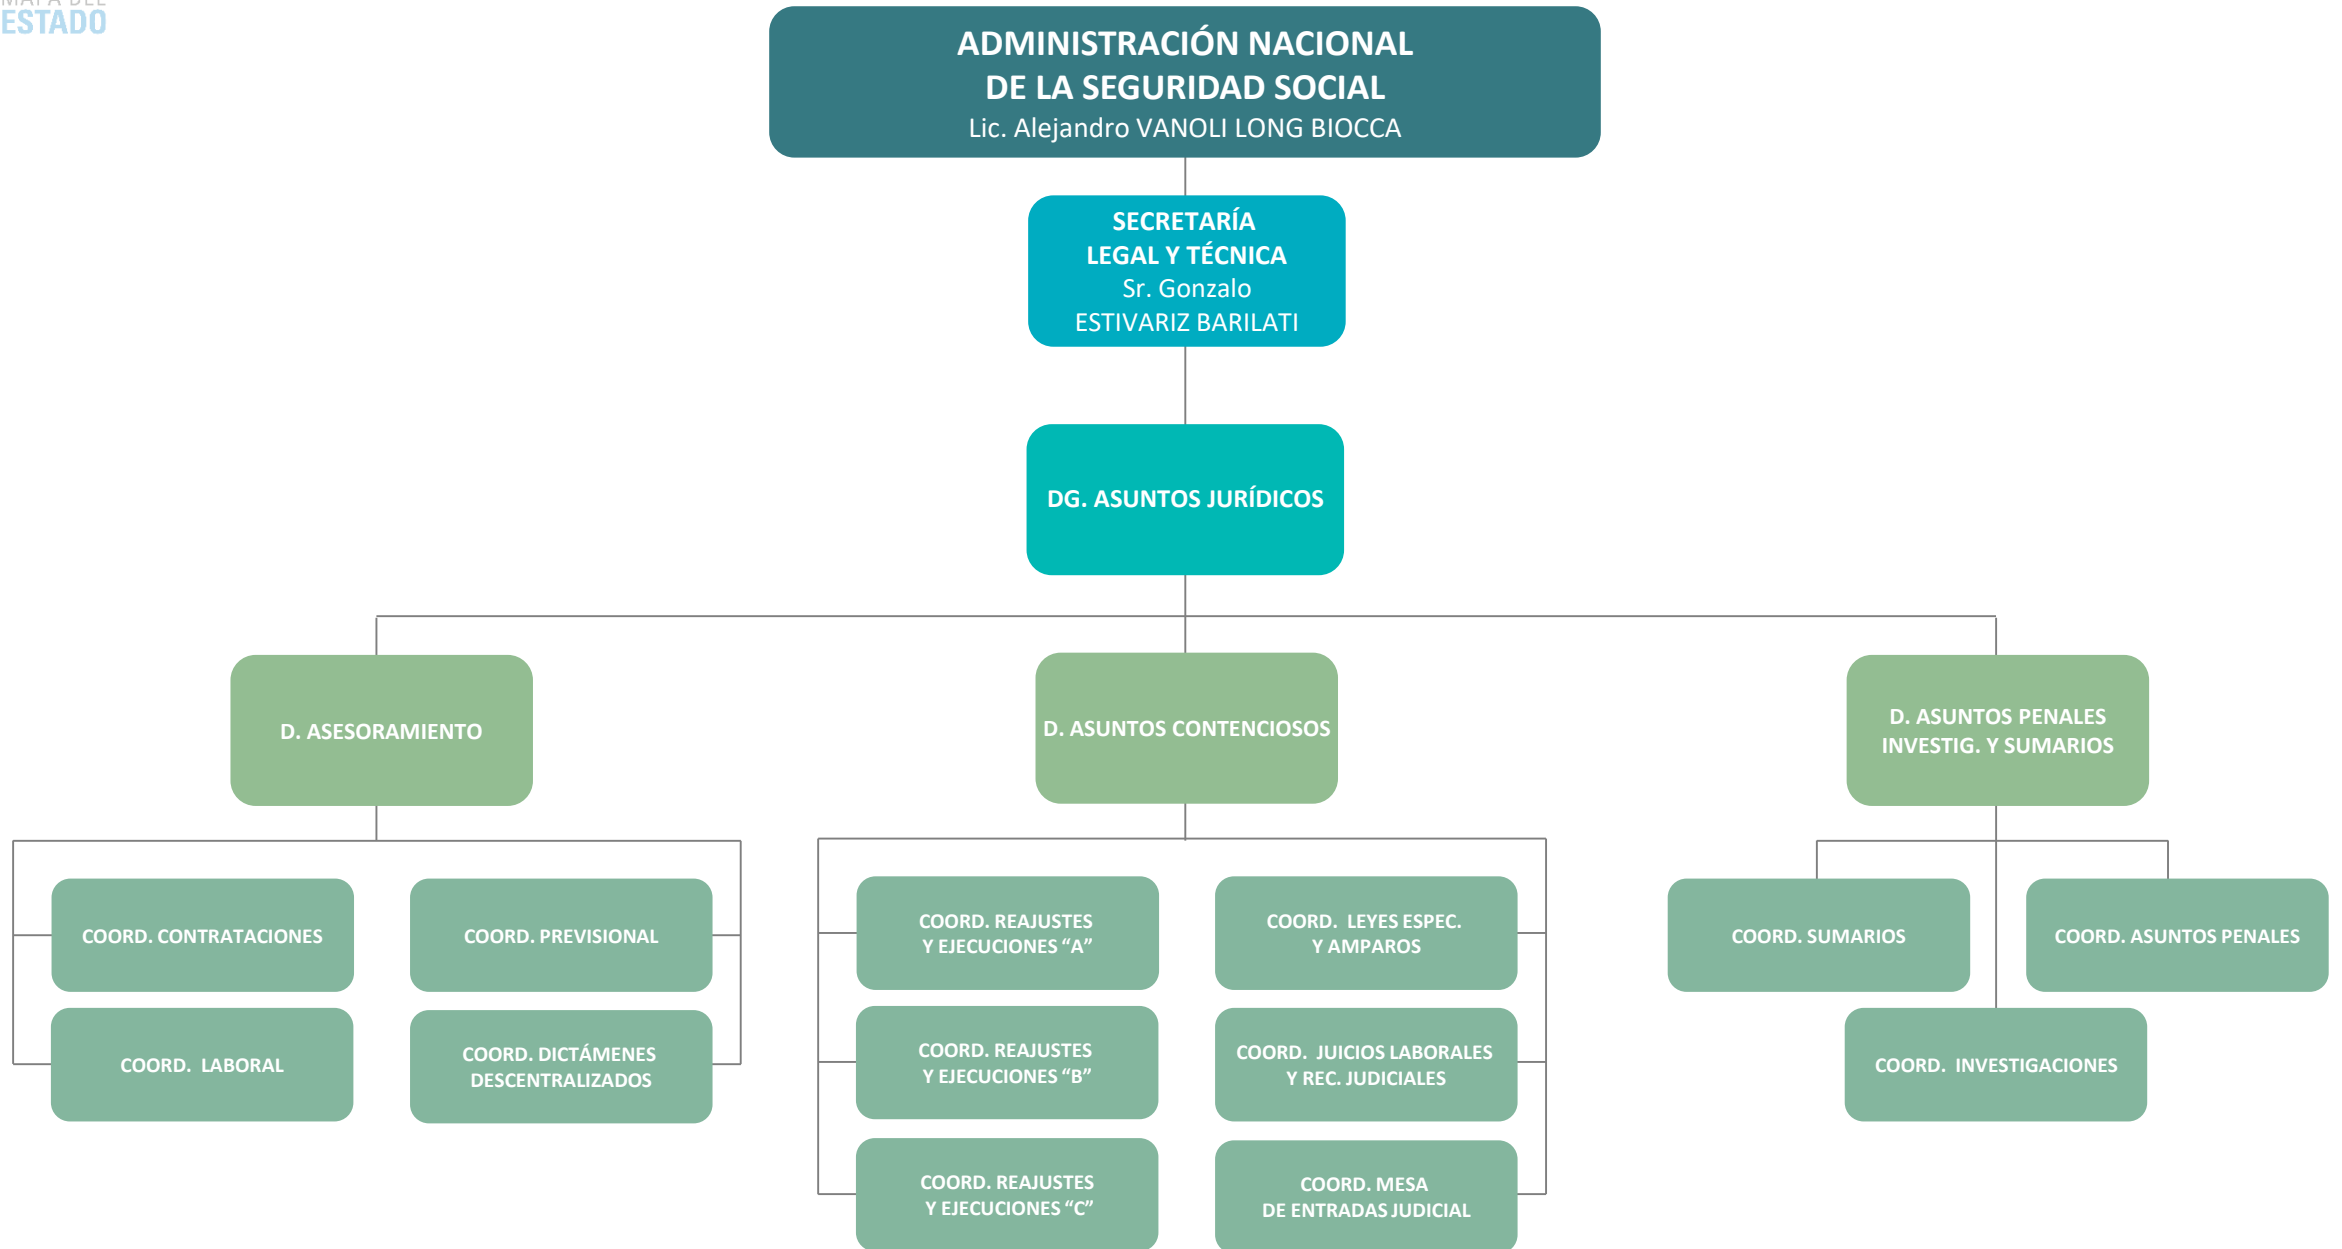 MAPA DEL
ESTADO
ADMINISTRACIÓN NACIONAL
DE LA SEGURIDAD SOCIAL
Lic. Alejandro VANOLI LONG BIOCCA
SECRETARÍA
LEGAL Y TÉCNICA
Sr. Gonzalo
ESTIVARIZ BARILATI
DG. ASUNTOS JURÍDICOS
D. ASESORAMIENTO
D. ASUNTOS CONTENCIOSOS
D. ASUNTOS PENALES
INVESTIG. Y SUMARIOS
COORD. CONTRATACIONES
COORD. PREVISIONAL
COORD. LABORAL
COORD. DICTÁMENES
DESCENTRALIZADOS
COORD. REAJUSTES
Y EJECUCIONES “A”
COORD. LEYES ESPEC.
Y AMPAROS
COORD. REAJUSTES
Y EJECUCIONES “B”
COORD. JUICIOS LABORALES
Y REC. JUDICIALES
COORD. REAJUSTES
Y EJECUCIONES “C”
COORD. MESA
DE ENTRADAS JUDICIAL
COORD. SUMARIOS
COORD. ASUNTOS PENALES
COORD. INVESTIGACIONES